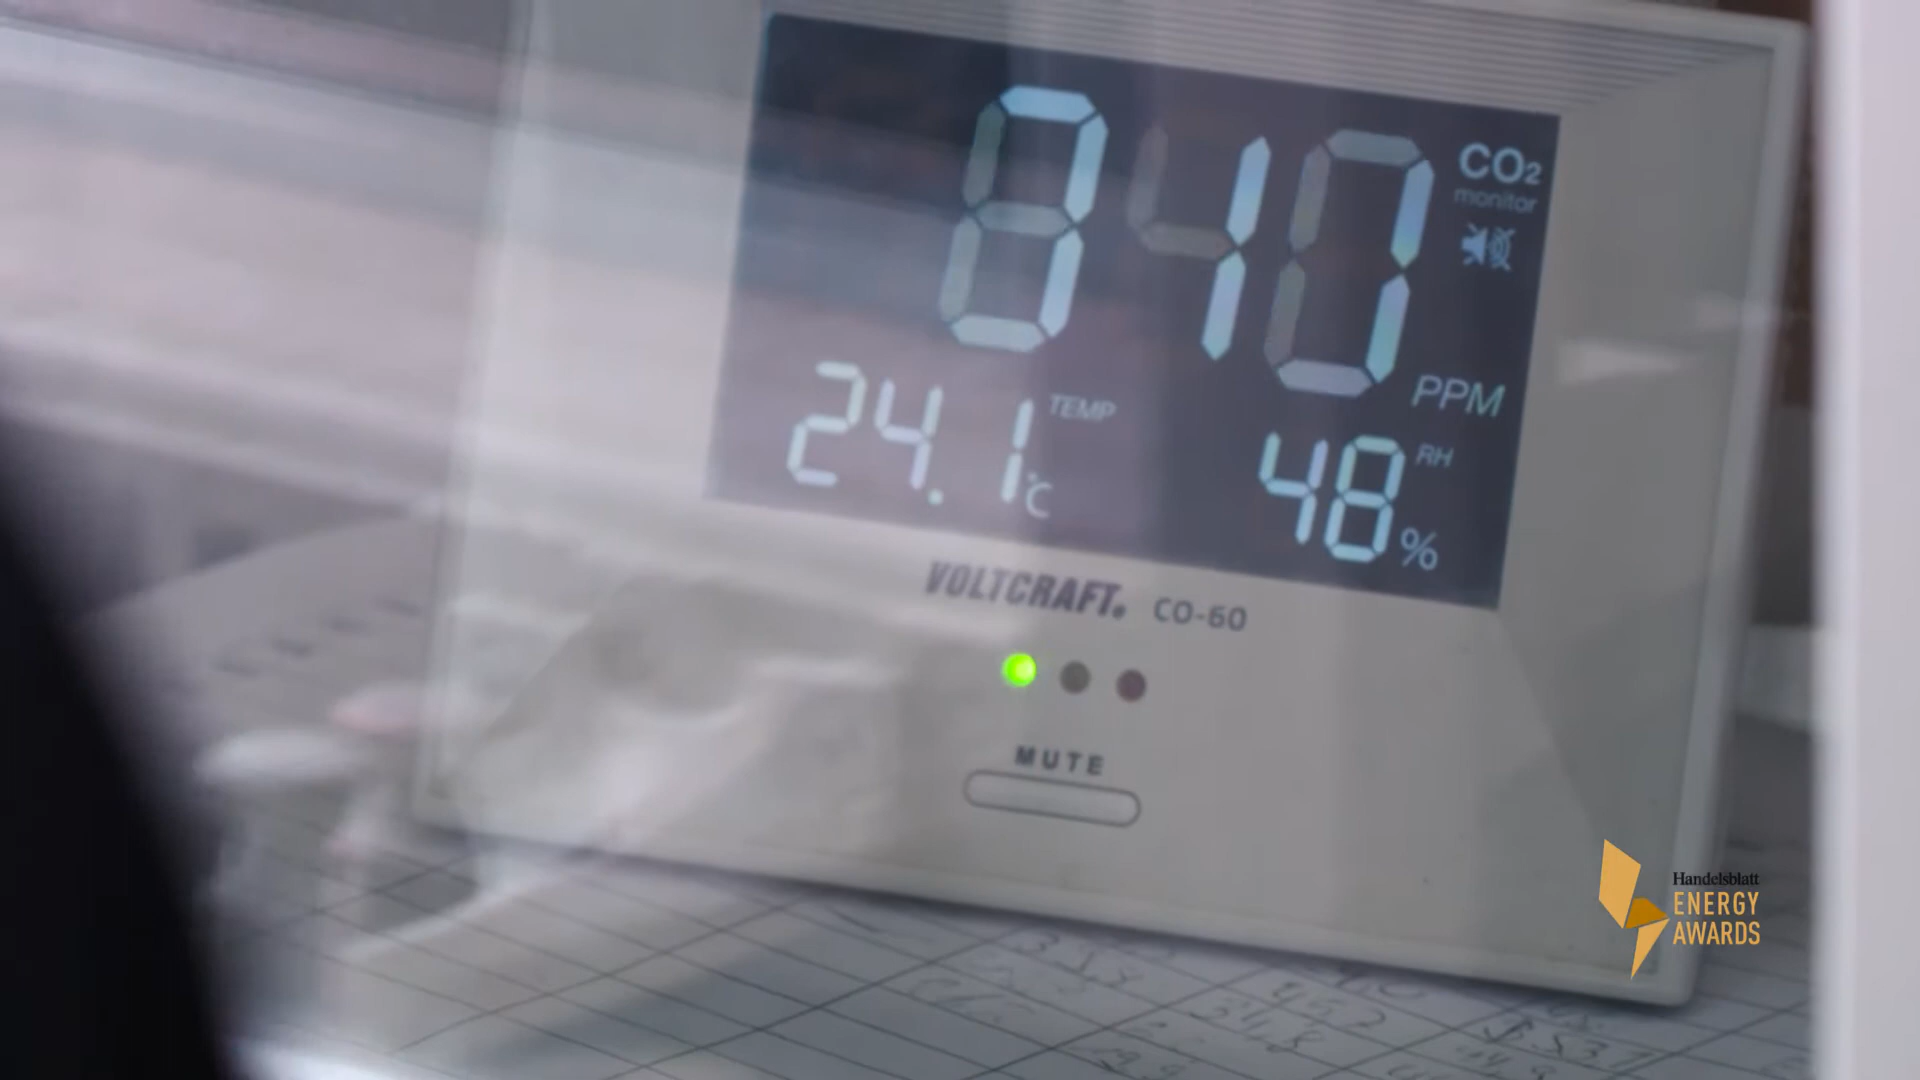 840
CO2
monitor
PPM
24.1 °C
TEMP
48 %
RH
VOLTCRAFT. CO-60
MUTE
Handelsblatt
ENERGY
AWARDS